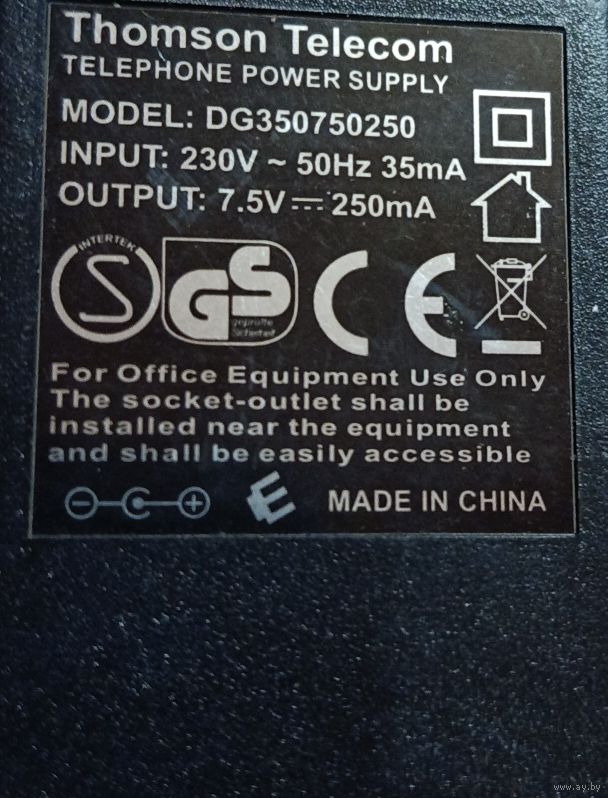 Thomson Telecom
TELEPHONE POWER SUPPLY
MODEL: DG350750250
INPUT: 230V ~ 50Hz 35mA
OUTPUT: 7.5V⎓250mA
INTERTEK
S
GS
geprüfte
Sicherheit
CE
For Office Equipment Use Only
The socket-outlet shall be
installed near the equipment
and shall be easily accessible
E
MADE IN CHINA
www.ay.by